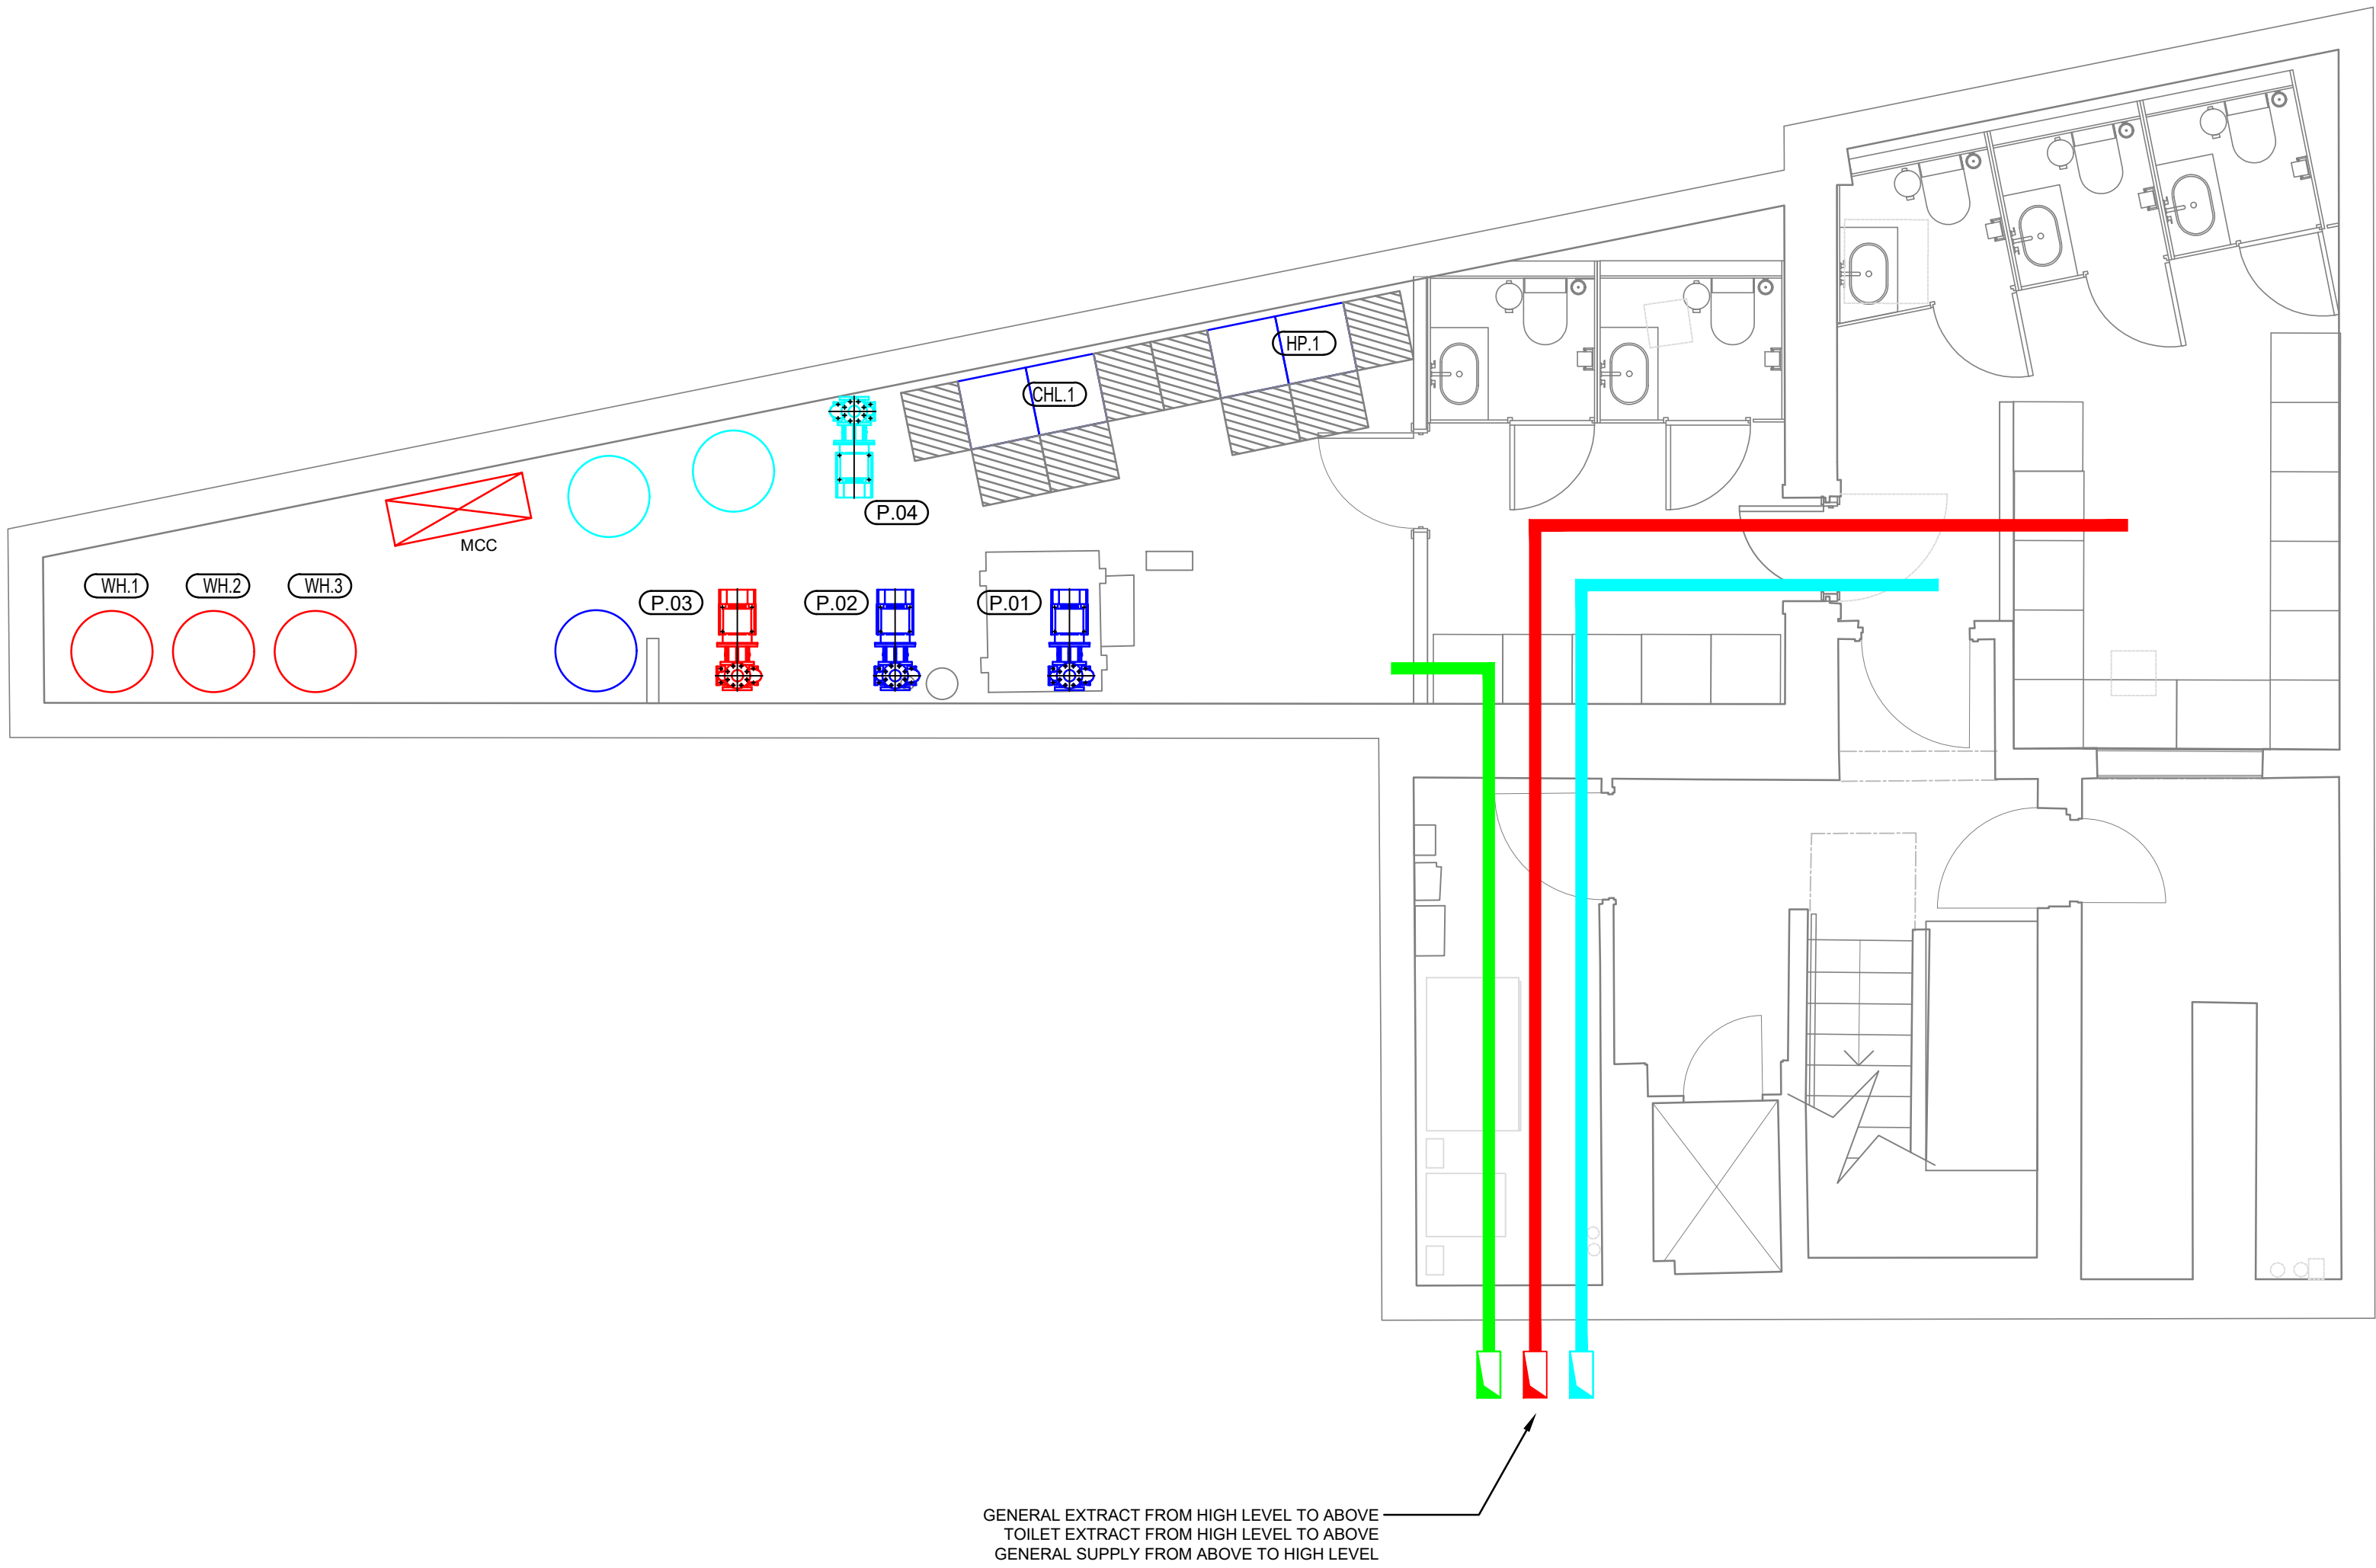 HP.1
CHL.1
P.04
MCC
WH.1
WH.2
WH.3
P.03
P.02
P.01
GENERAL EXTRACT FROM HIGH LEVEL TO ABOVE
TOILET EXTRACT FROM HIGH LEVEL TO ABOVE
GENERAL SUPPLY FROM ABOVE TO HIGH LEVEL